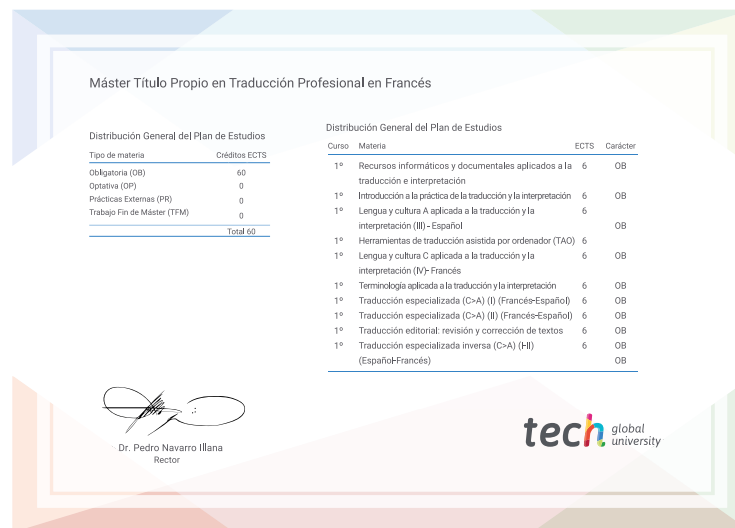 Máster Título Propio en Traducción Profesional en Francés
Distribución General del Plan de Estudios
Tipo de materia Créditos ECTS
Obligatoria (OB) 60
Optativa (OP) 0
Prácticas Externas (PR) 0
Trabajo Fin de Máster (TFM) 0
Total 60
Distribución General del Plan de Estudios
Curso Materia ECTS Carácter
1º Recursos informáticos y documentales aplicados a la 6 OB
traducción e interpretación
1º Introducción a la práctica de la traducción y la interpretación 6 OB
1º Lengua y cultura A aplicada a la traducción y la 6
interpretación (III) - Español OB
1º Herramientas de traducción asistida por ordenador (TAO) 6
1º Lengua y cultura C aplicada a la traducción y la 6 OB
interpretación (IV)- Francés
1º Terminología aplicada a la traducción y la interpretación 6 OB
1º Traducción especializada (C>A) (I) (Francés-Español) 6 OB
1º Traducción especializada (C>A) (II) (Francés-Español) 6 OB
1º Traducción editorial: revisión y corrección de textos 6 OB
1º Traducción especializada inversa (C>A) (I-II) 6 OB
(Español-Francés) OB
Dr. Pedro Navarro Illana
Rector
tech global
university